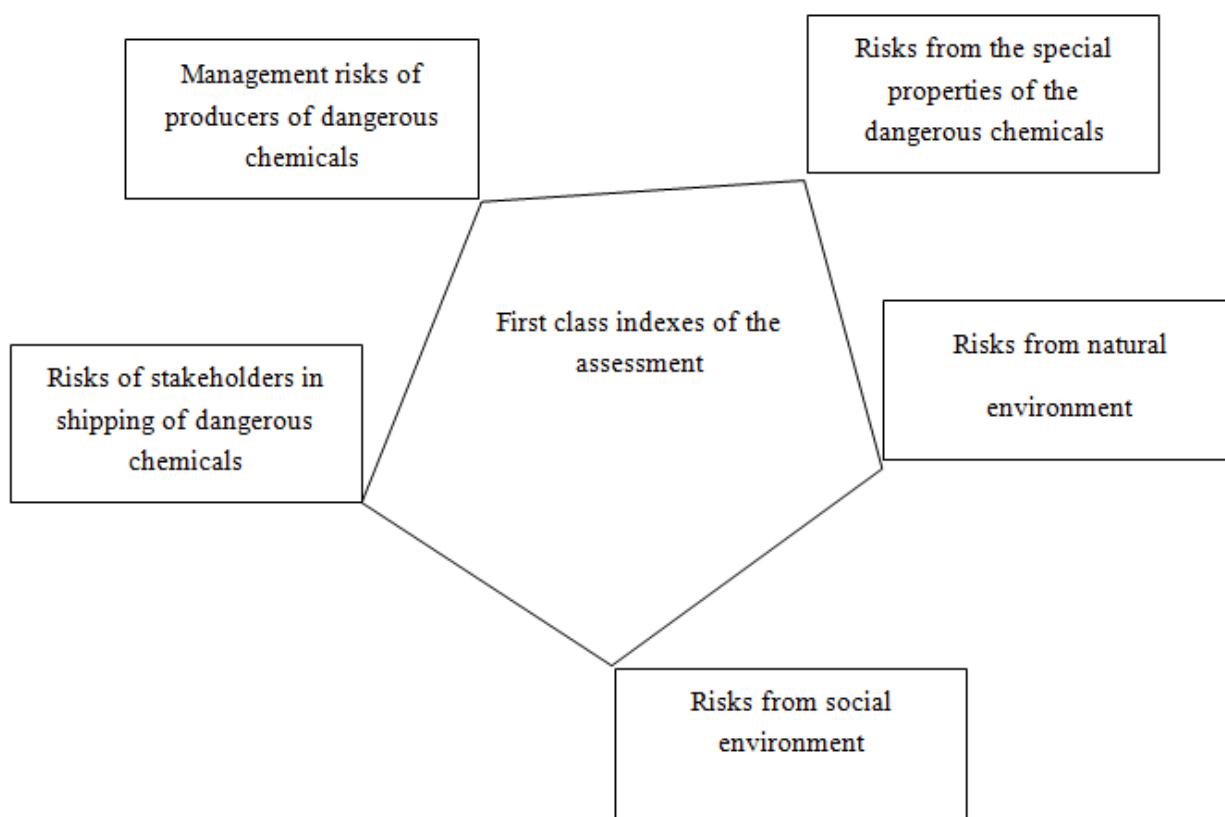 Management risks of
producers of dangerous
chemicals
Risks from the special
properties of the
dangerous chemicals
First class indexes of the
assessment
Risks from natural
environment
Risks of stakeholders in
shipping of dangerous
chemicals
Risks from social
environment